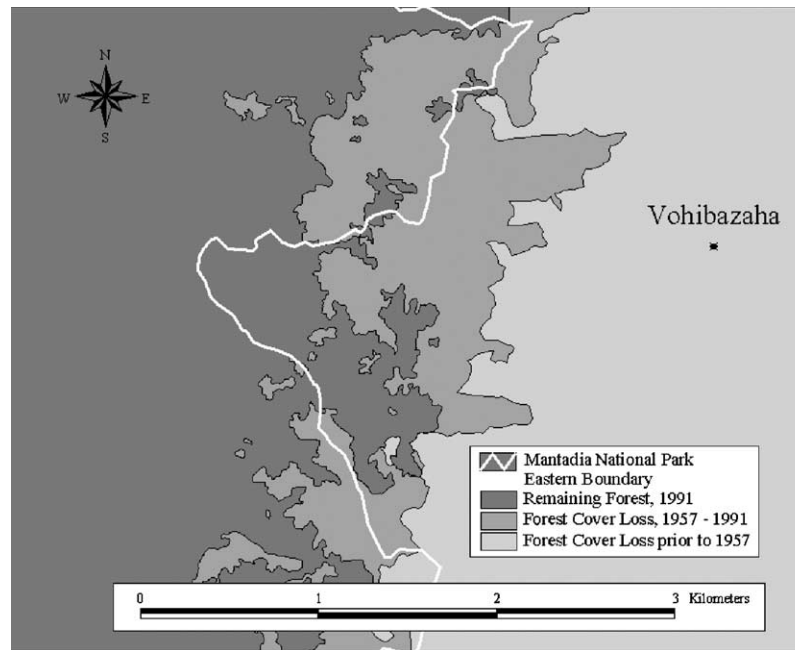 N
W E
S
Vohibazaha
Mantadia National Park
Eastern Boundary
Remaining Forest, 1991
Forest Cover Loss, 1957 - 1991
Forest Cover Loss prior to 1957
0 1 2 3 Kilometers